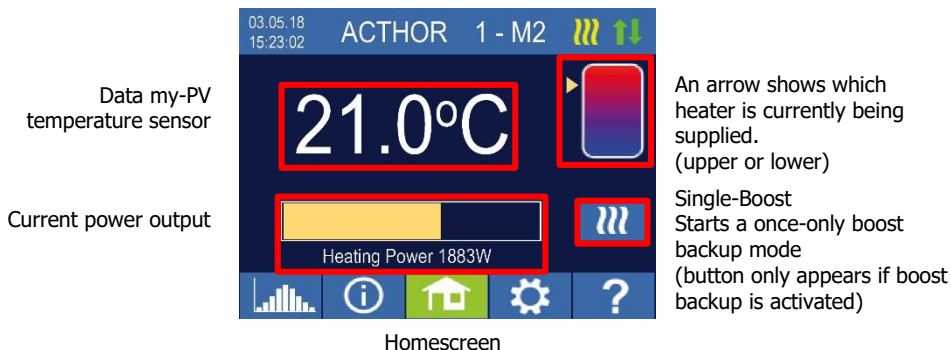 03.05.18
15:23:02
ACTHOR 1 - M2
Data my-PV
temperature sensor
21.0°C
An arrow shows which
heater is currently being
supplied.
(upper or lower)
Current power output
Heating Power 1883W
Single-Boost
Starts a once-only boost
backup mode
(button only appears if boost
backup is activated)
?
Homescreen